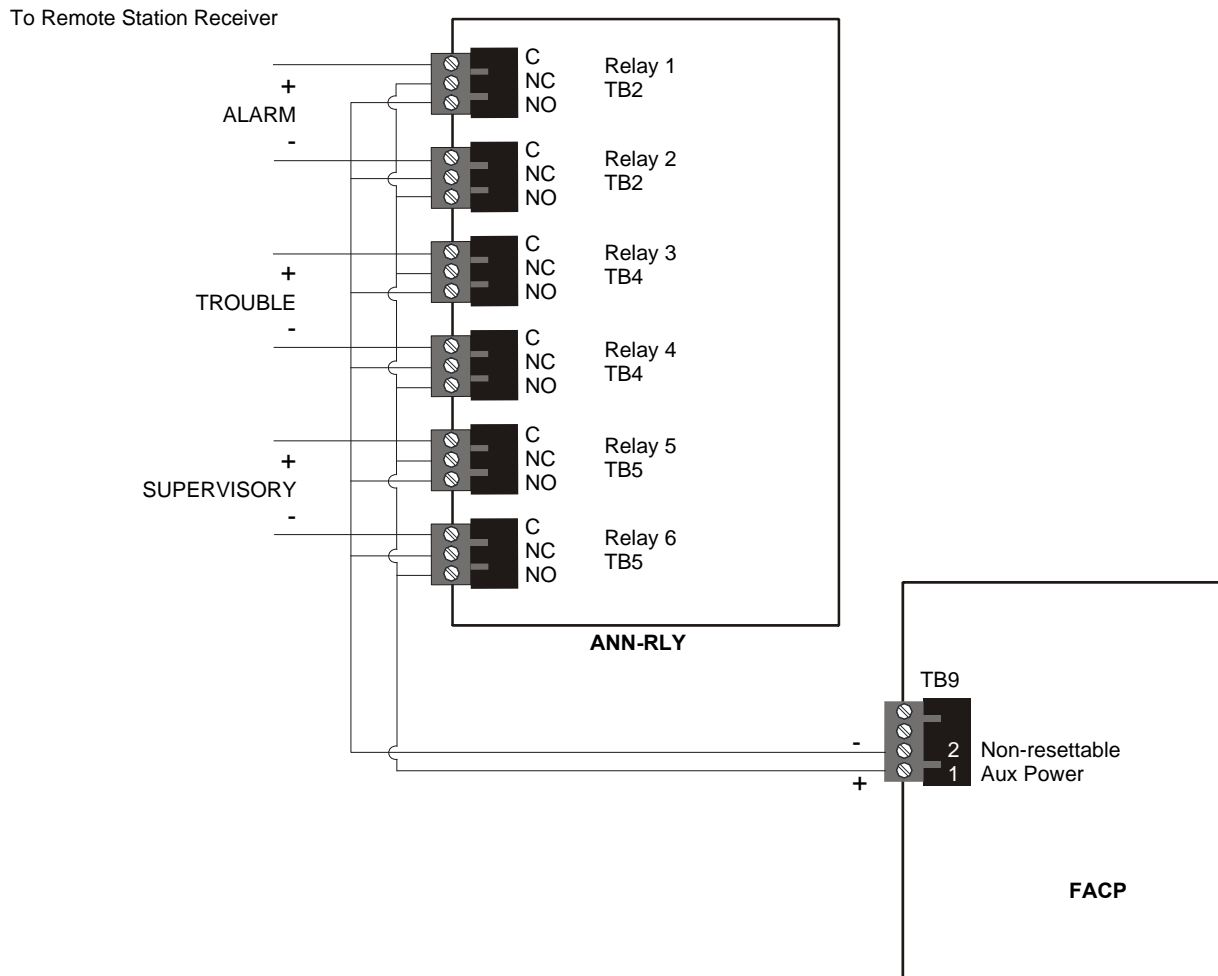 To Remote Station Receiver
+
ALARM
-
C
NC
NO
Relay 1
TB2
C
NC
NO
Relay 2
TB2
+
TROUBLE
-
C
NC
NO
Relay 3
TB4
C
NC
NO
Relay 4
TB4
+
SUPERVISORY
-
C
NC
NO
Relay 5
TB5
C
NC
NO
Relay 6
TB5
ANN-RLY
TB9
-
2 Non-resettable
1 Aux Power
+
FACP